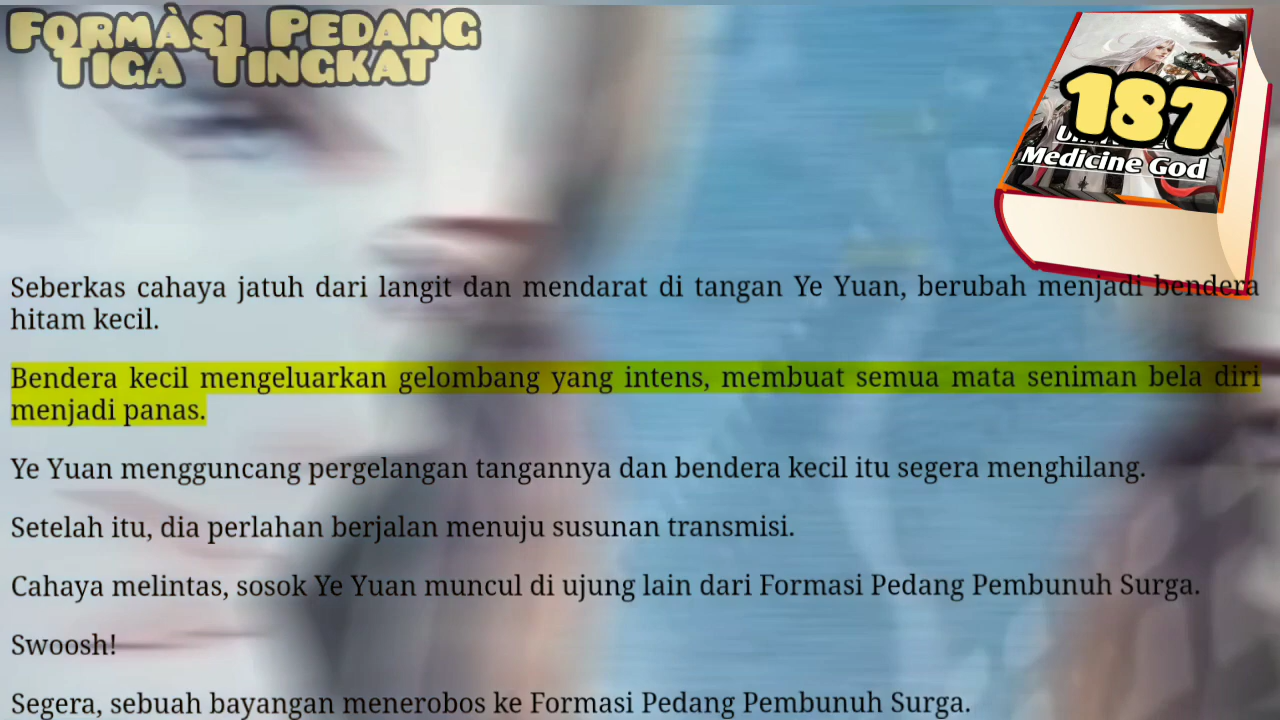 Formàsi Pedang
Tiga Tingkat
187
Medicine God
Seberkas cahaya jatuh dari langit dan mendarat di tangan Ye Yuan, berubah menjadi bendera
hitam kecil.
Bendera kecil mengeluarkan gelombang yang intens, membuat semua mata seniman bela diri
menjadi panas.
Ye Yuan mengguncang pergelangan tangannya dan bendera kecil itu segera menghilang.
Setelah itu, dia perlahan berjalan menuju susunan transmisi.
Cahaya melintas, sosok Ye Yuan muncul di ujung lain dari Formasi Pedang Pembunuh Surga.
Swoosh!
Segera, sebuah bayangan menerobos ke Formasi Pedang Pembunuh Surga.